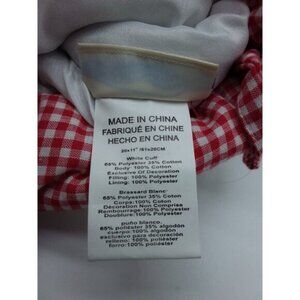 MADE IN CHINA
FABRIQUÉ EN CHINE
HECHO EN CHINA
20x11" /51x28CM
White Cuff
65% Polyester 35% Cotton
Body: 100% Cotton
Exclusive Of Decoration
Filling: 100% Polyester
Lining: 100% Polyester
Brassard Blanc
65% Polyester 35% Coton
Corps:100% Coton
Décoration Non Comprise
Rembourrage: 100% Polyester
Doublure: 100% Polyester
puño blanco:
65% poliéster 35% algodón
cuerpo:100% algodón
exclusivo para decoración
relleno: 100% poliéster
forro:100% poliéster